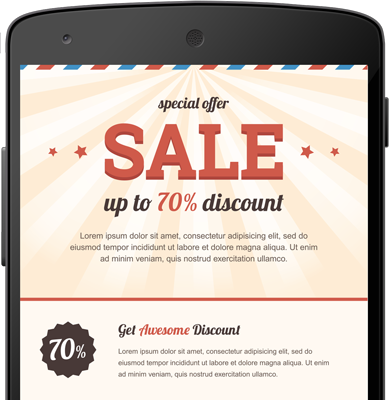 special offer
SALE
up to 70% discount
Lorem ipsum dolor sit amet, consectetur adipisicing elit, sed do
eiusmod tempor incididunt ut labore et dolore magna aliqua. Ut enim
ad minim veniam, quis nostrud exercitation ullamco.
Get Awesome Discount
70%
Lorem ipsum dolor sit amet, consectetur adipisicing elit, sed do
eiusmod tempor incididunt ut labore et dolore magna aliqua. Ut enim
ad minim veniam, quis nostrud exercitation ullamco.